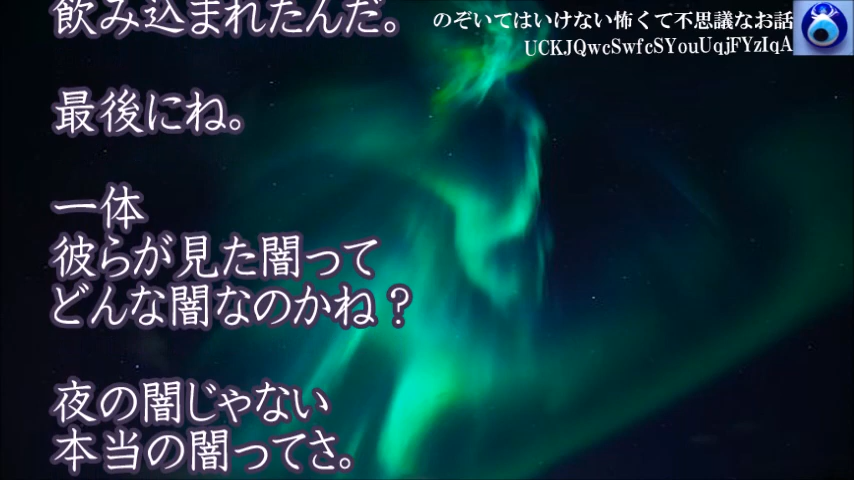 飲み込まれたんだ。
のぞいてはいけない怖くて不思議なお話
UCKJQwcSwfcSYouUqjFYzIqA
最後にね。
一体
彼らが見た闇って
どんな闇なのかね？
夜の闇じゃない
本当の闇ってさ。